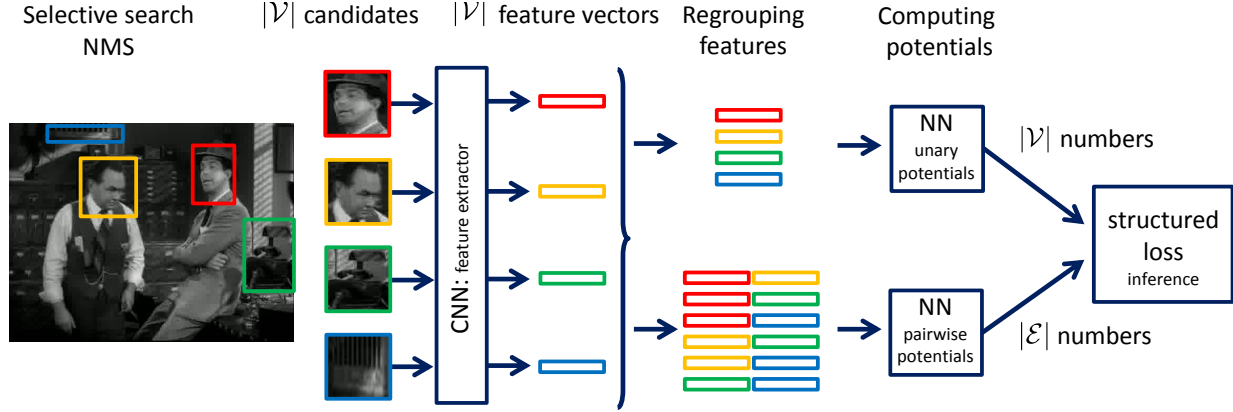 Selective search
NMS
|𝒱| candidates
|𝒱| feature vectors
Regrouping
features
Computing
potentials
CNN: feature extractor
NN
unary
potentials
|𝒱| numbers
structured
loss
inference
NN
pairwise
potentials
|ℰ| numbers